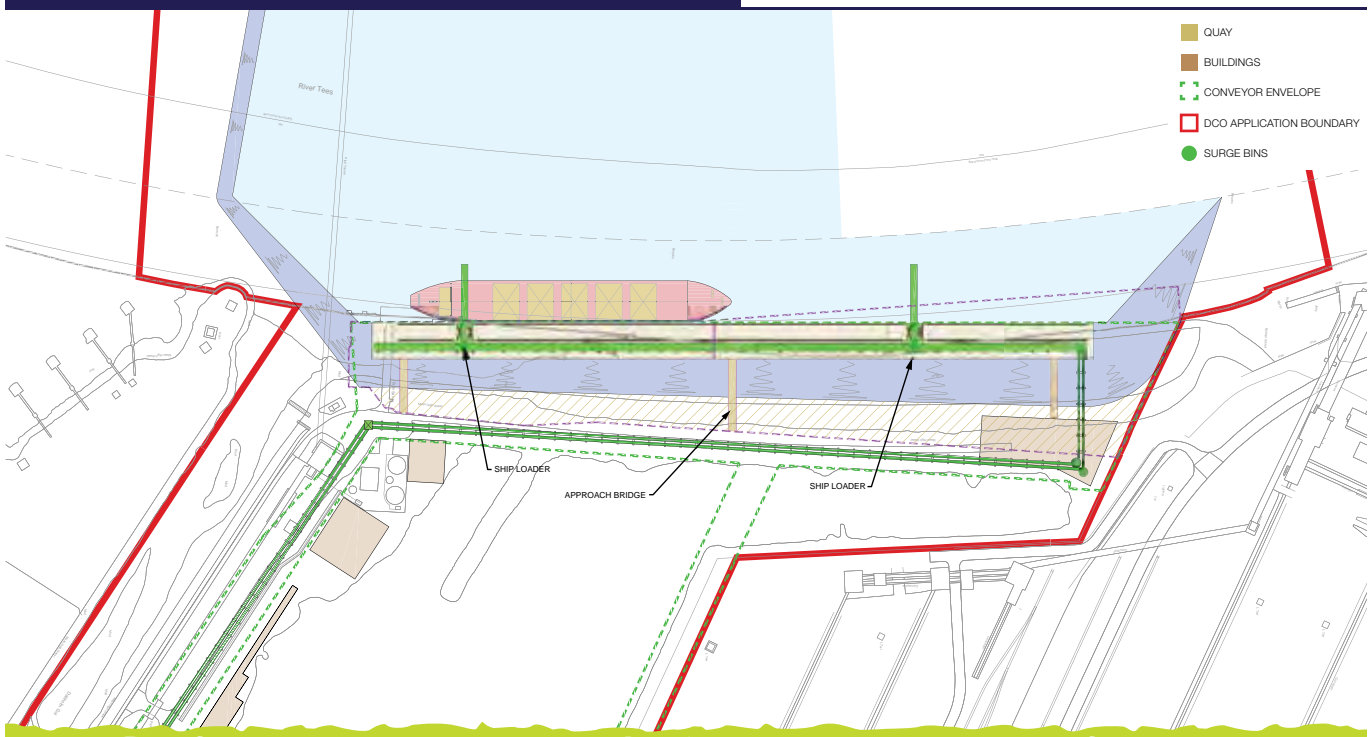 QUAY
BUILDINGS
CONVEYOR ENVELOPE
DCO APPLICATION BOUNDARY
SURGE BINS
River Tees
SHIP LOADER
APPROACH BRIDGE
SHIP LOADER